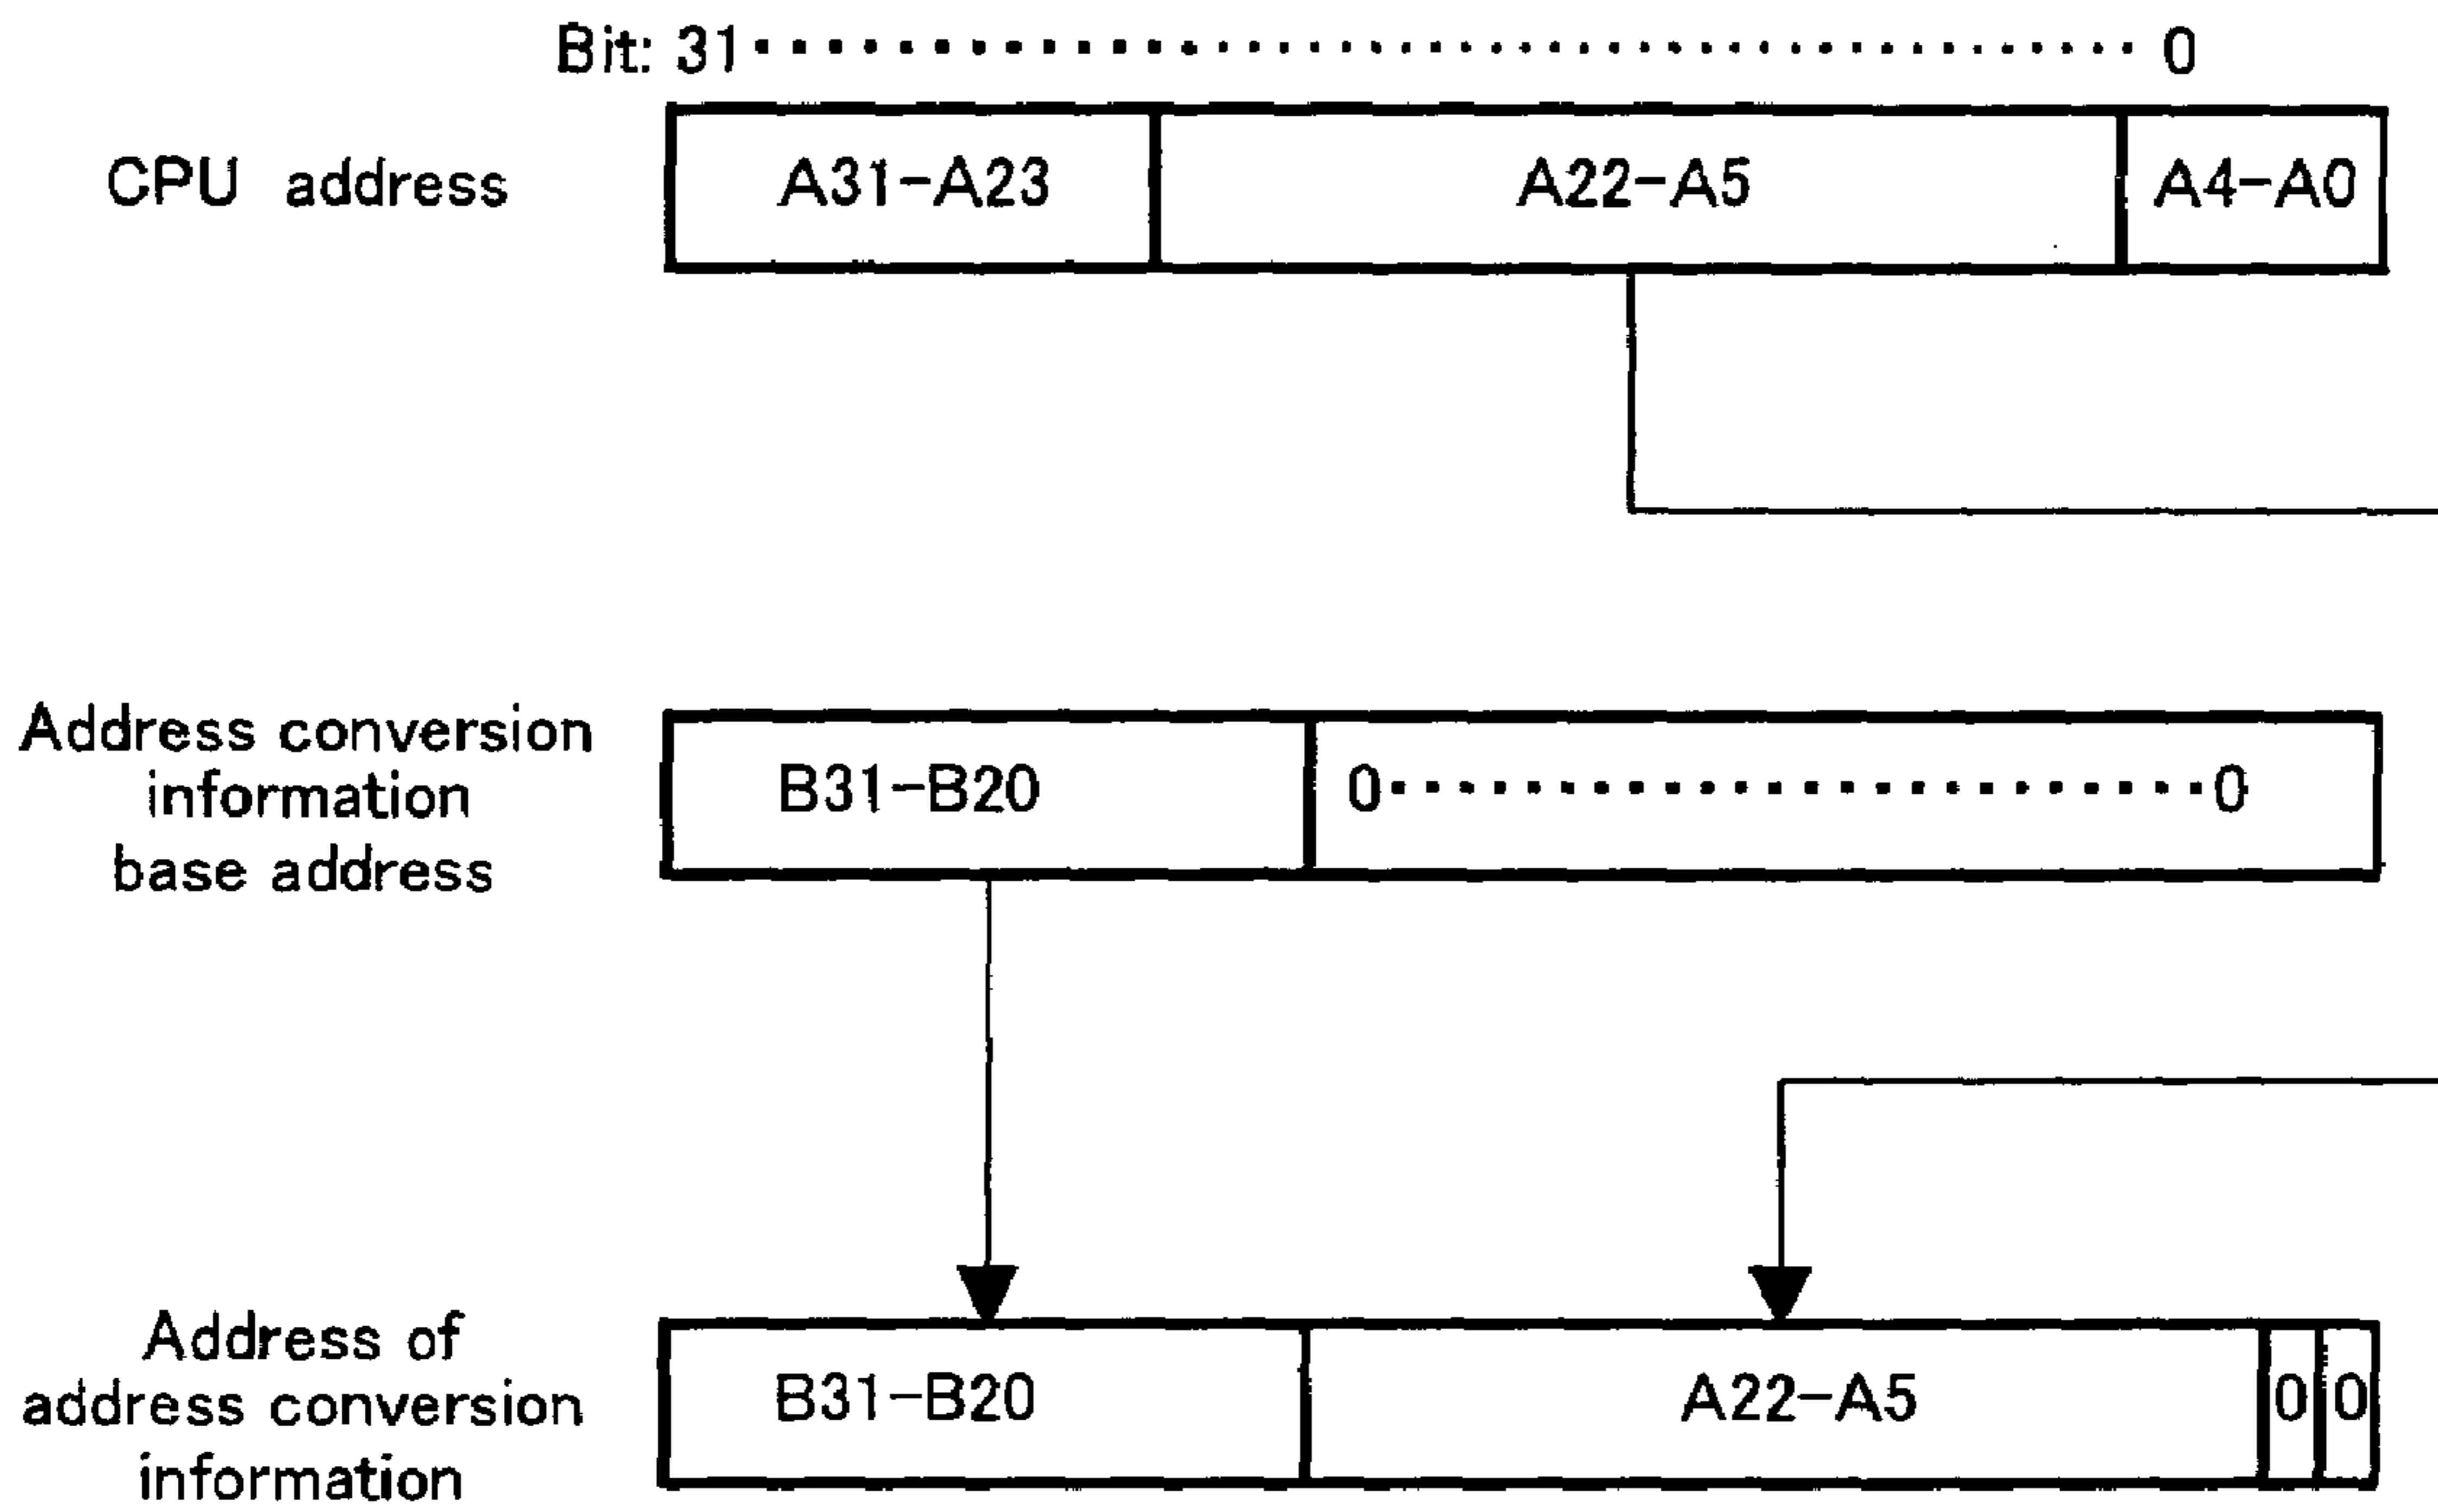 Bit: 31 ········································ 0
CPU address
A31-A23 A22-A5 A4-A0
Address conversion
information
base address
B31-B20 0························0
Address of
address conversion
information
B31-B20 A22-A5 0 0